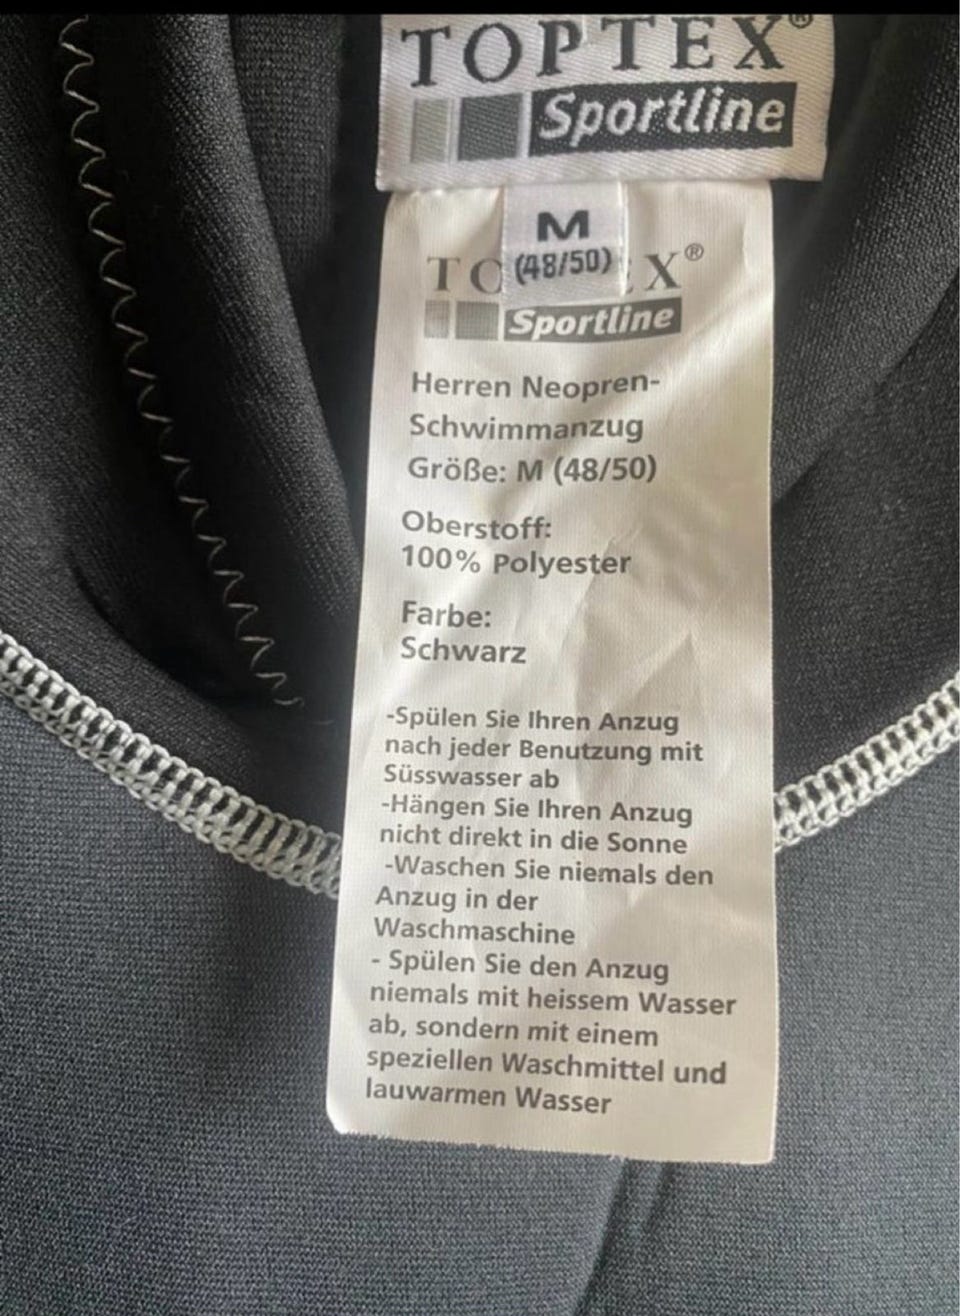 TOPTEX®
Sportline
M
(48/50)
TO X®
Sportline
Herren Neopren-
Schwimmanzug
Größe: M (48/50)
Oberstoff:
100% Polyester
Farbe:
Schwarz
-Spülen Sie Ihren Anzug
nach jeder Benutzung mit
Süsswasser ab
-Hängen Sie Ihren Anzug
nicht direkt in die Sonne
-Waschen Sie niemals den
Anzug in der
Waschmaschine
- Spülen Sie den Anzug
niemals mit heissem Wasser
ab, sondern mit einem
speziellen Waschmittel und
lauwarmen Wasser